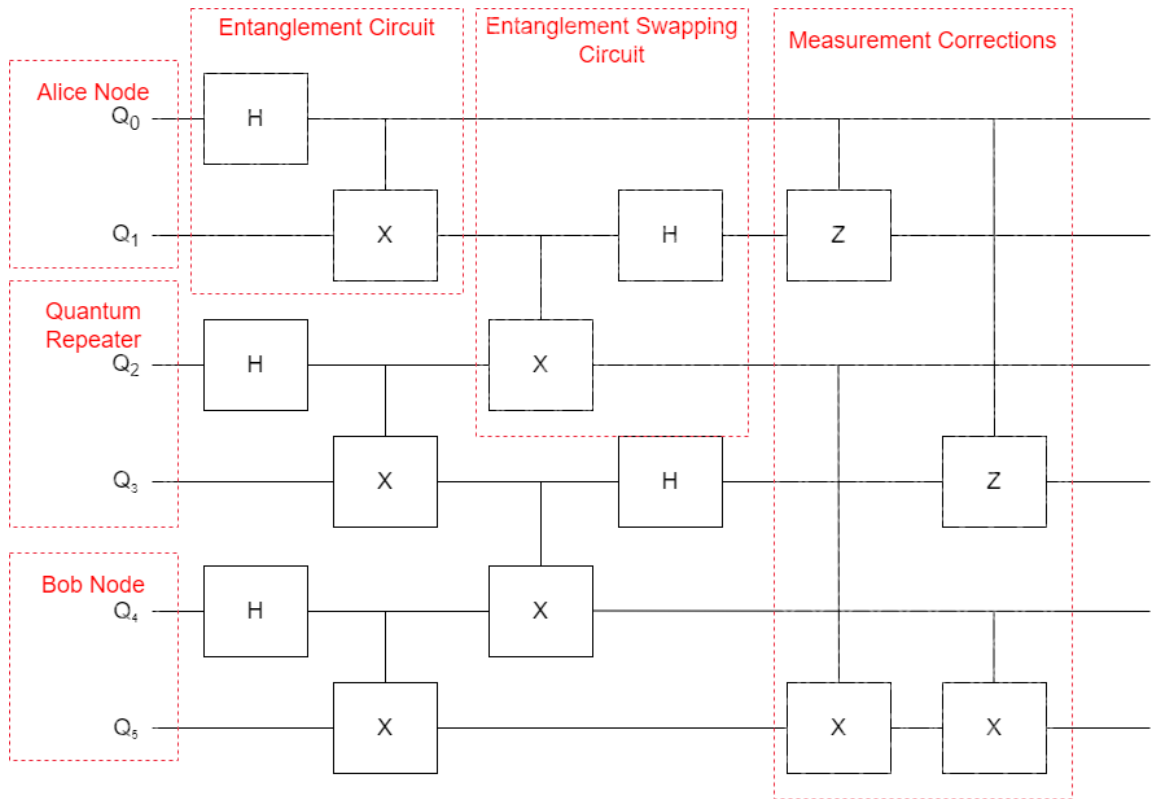 Entanglement Circuit
Entanglement Swapping
Circuit
Measurement Corrections
Alice Node
Q0
H
Q1
X
H
Z
Quantum
Repeater
Q2
H
X
Q3
X
H
Z
Bob Node
Q4
H
X
Q5
X
X
X